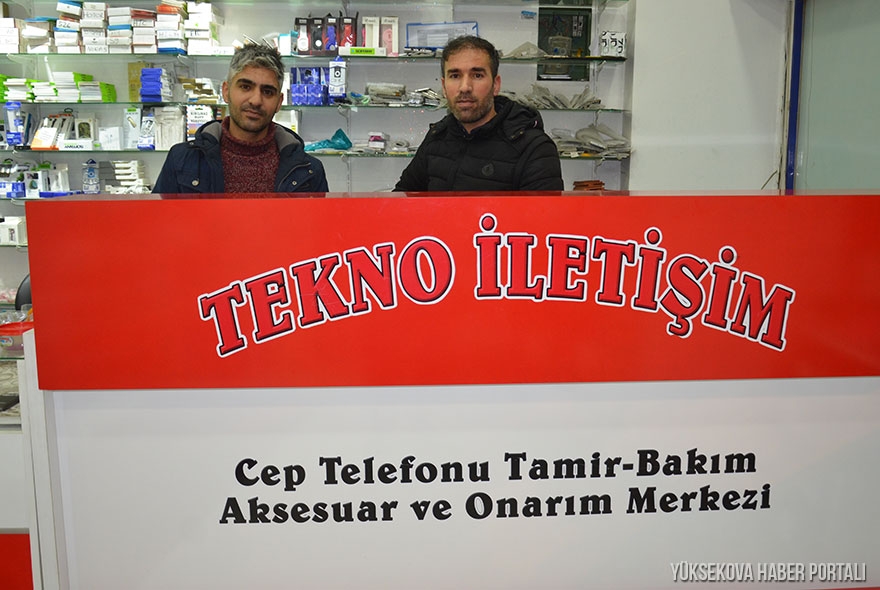 TEKNO İLETİŞİM
Cep Telefonu Tamir-Bakım
Aksesuar ve Onarım Merkezi
YÜKSEKOVA HABER PORTALI